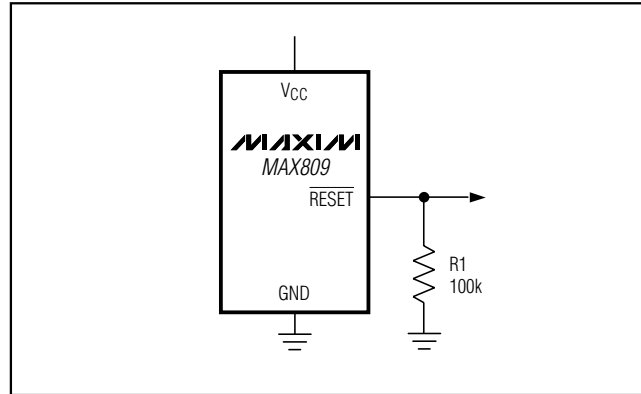 VCC
MAXIM
MAX809
RESET
R1
100k
GND